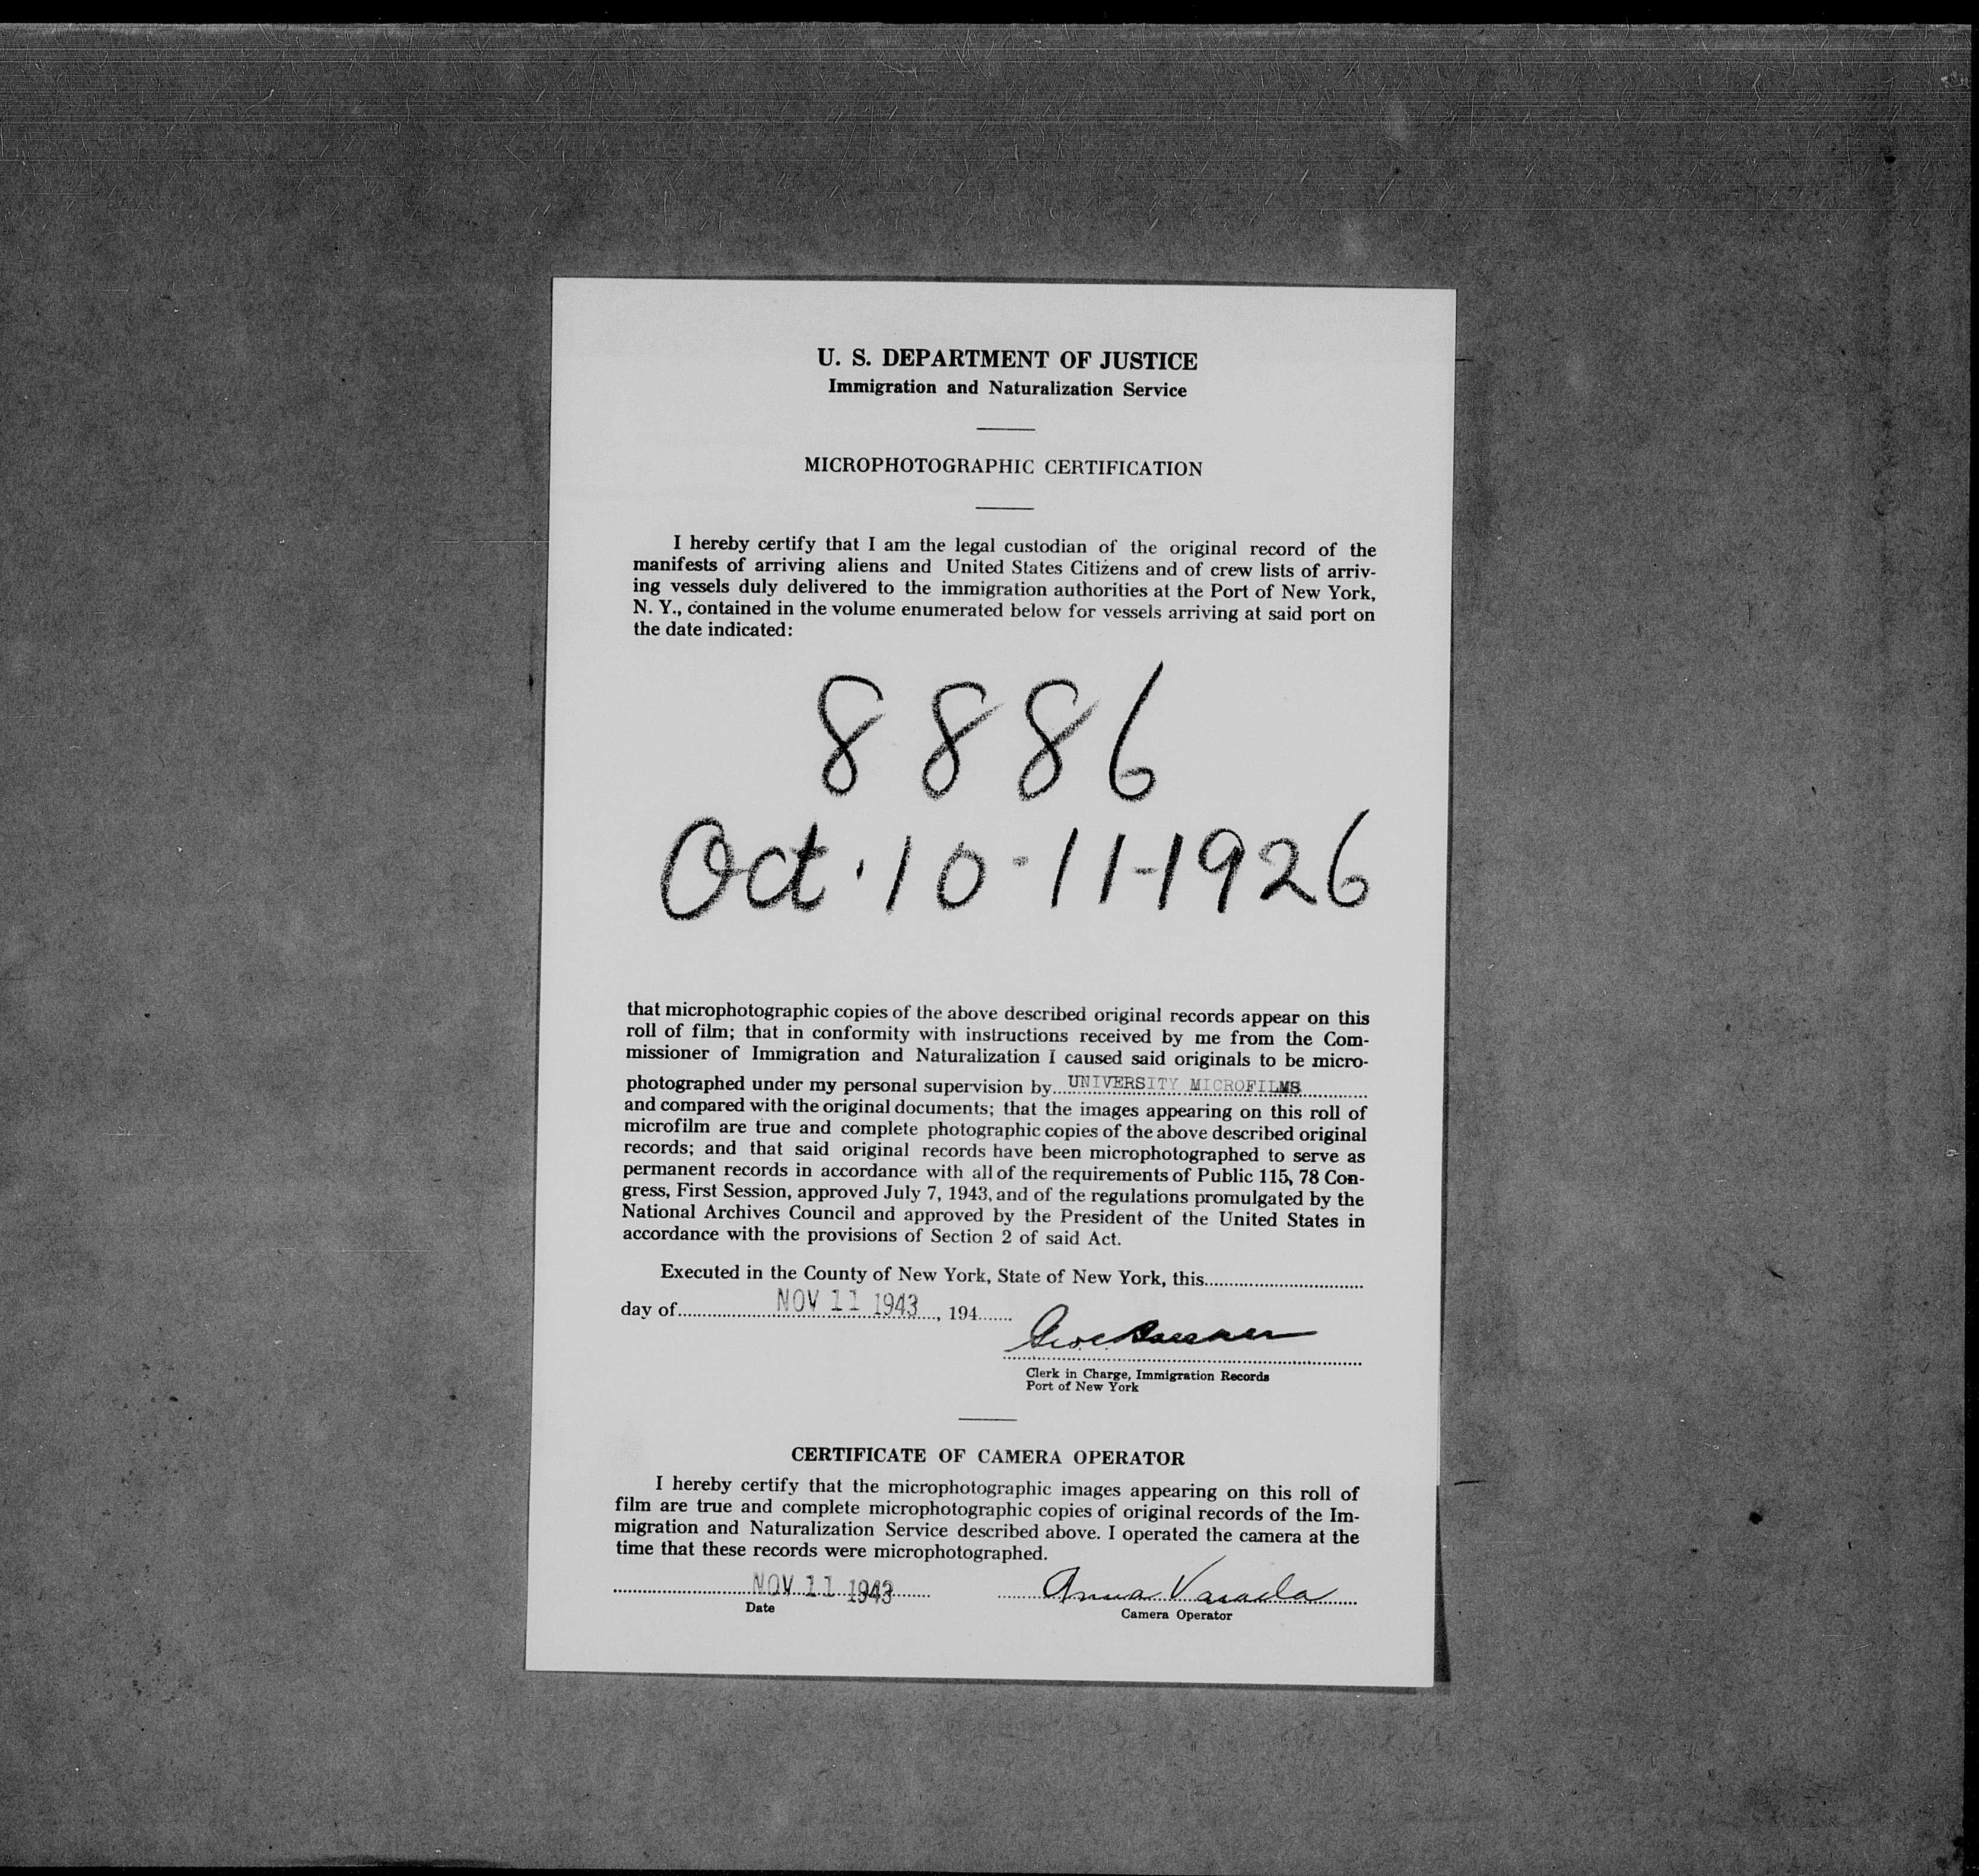 U. S. DEPARTMENT OF JUSTICE
Immigration and Naturalization Service
MICROPHOTOGRAPHIC CERTIFICATION
I hereby certify that I am the legal custodian of the original record of the
manifests of arriving aliens and United States Citizens and of crew lists of arriv-
ing vessels duly delivered to the immigration authorities at the Port of New York,
N. Y., contained in the volume enumerated below for vessels arriving at said port on
the date indicated:
8886
Oct. 10-11-1926
that microphotographic copies of the above described original records appear on this
roll of film; that in conformity with instructions received by me from the Com-
missioner of Immigration and Naturalization I caused said originals to be micro-
photographed under my personal supervision by UNIVERSITY MICROFILMS
and compared with the original documents; that the images appearing on this roll of
microfilm are true and complete photographic copies of the above described original
records; and that said original records have been microphotographed to serve as
permanent records in accordance with all of the requirements of Public 115, 78 Con-
gress, First Session, approved July 7, 1943, and of the regulations promulgated by the
National Archives Council and approved by the President of the United States in
accordance with the provisions of Section 2 of said Act.
Executed in the County of New York, State of New York, this
day of NOV 11 1943, 194
Clerk in Charge, Immigration Records
Port of New York
CERTIFICATE OF CAMERA OPERATOR
I hereby certify that the microphotographic images appearing on this roll of
film are true and complete microphotographic copies of original records of the Im-
migration and Naturalization Service described above. I operated the camera at the
time that these records were microphotographed.
NOV 11 1943 Anna
Date
Camera Operator